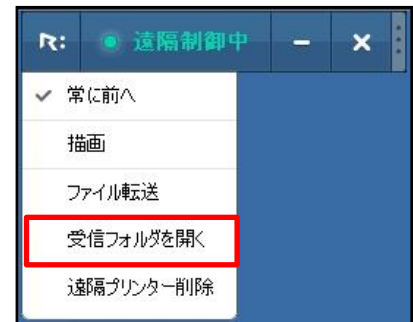 R: 遠隔制御中
常に前へ
描画
ファイル転送
受信フォルダを開く
遠隔プリンター削除